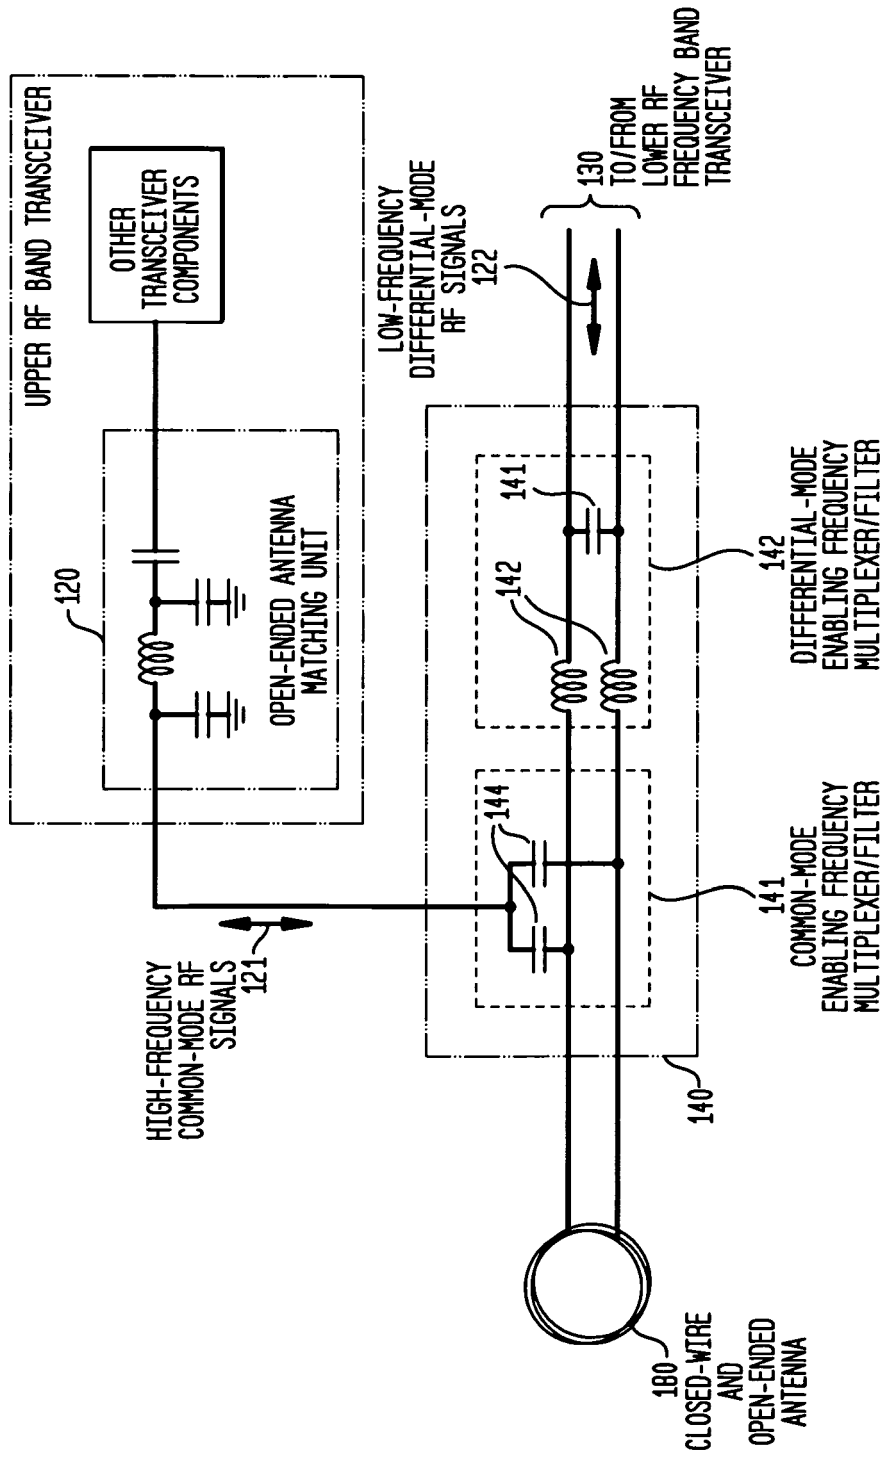 UPPER RF BAND TRANSCEIVER
OTHER
TRANSCEIVER
COMPONENTS
120
OPEN-ENDED ANTENNA
MATCHING UNIT
HIGH-FREQUENCY
COMMON-MODE RF
SIGNALS
121
LOW-FREQUENCY
DIFFERENTIAL-MODE
RF SIGNALS
122
130
TO/FROM
LOWER RF
FREQUENCY BAND
TRANSCEIVER
144
142
141
140
141
COMMON-MODE
ENABLING FREQUENCY
MULTIPLEXER/FILTER
142
DIFFERENTIAL-MODE
ENABLING FREQUENCY
MULTIPLEXER/FILTER
180
CLOSED-WIRE
AND
OPEN-ENDED
ANTENNA